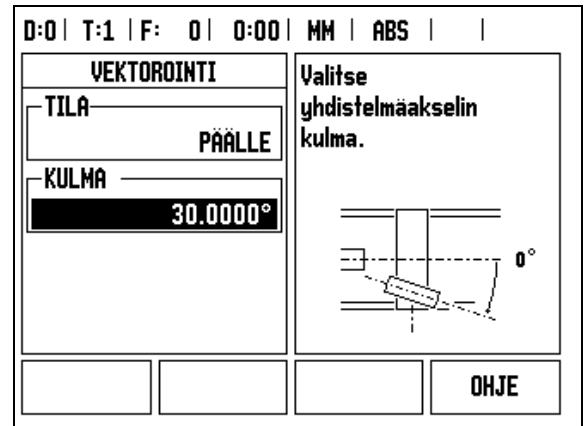 D:0| T:1 | F: 0| 0:00| MM | ABS | |
VEKTOROINTI
TILA
PÄÄLLE
KULMA
30.0000°
Valitse
yhdistelmäakselin
kulma.
0°
OHJE